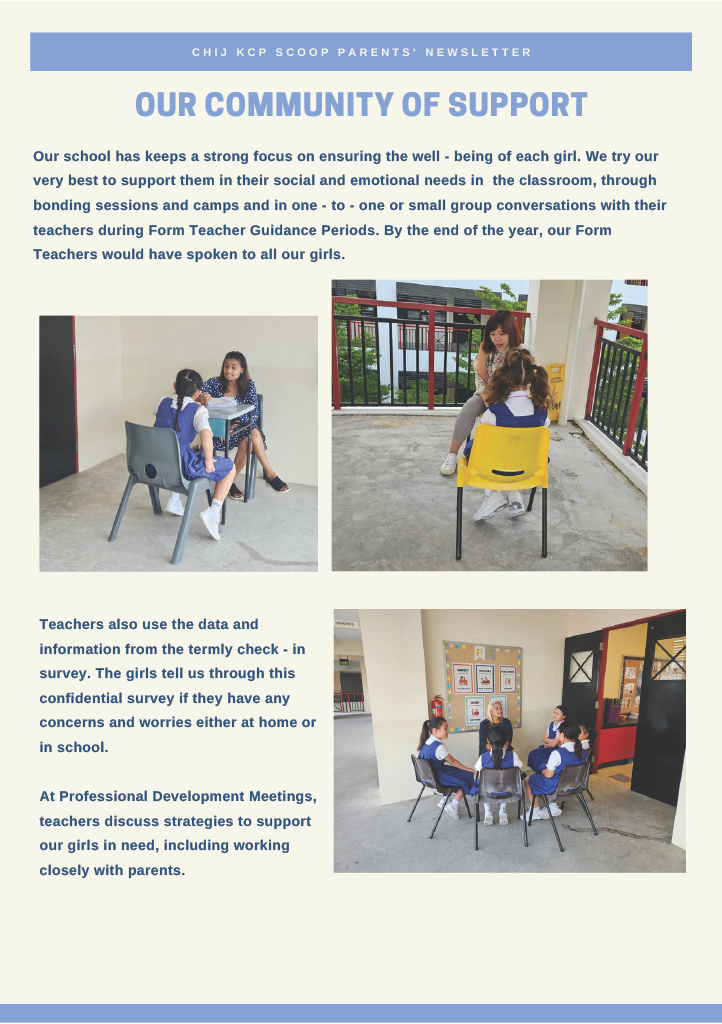 CHIJ KCP SCOOP PARENTS' NEWSLETTER
OUR COMMUNITY OF SUPPORT
Our school has keeps a strong focus on ensuring the well - being of each girl. We try our
very best to support them in their social and emotional needs in  the classroom, through
bonding sessions and camps and in one - to - one or small group conversations with their
teachers during Form Teacher Guidance Periods. By the end of the year, our Form
Teachers would have spoken to all our girls.
Teachers also use the data and
information from the termly check - in
survey. The girls tell us through this
confidential survey if they have any
concerns and worries either at home or
in school.
At Professional Development Meetings,
teachers discuss strategies to support
our girls in need, including working
closely with parents.